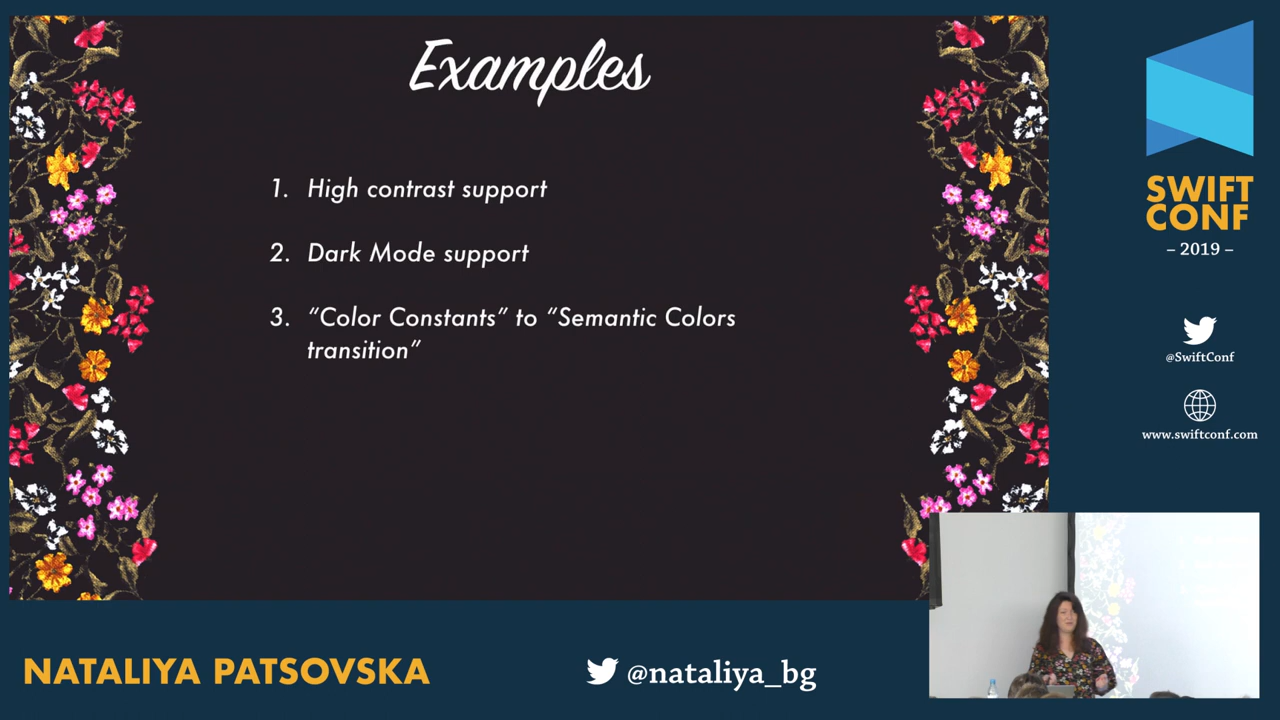 Examples
1. High contrast support
2. Dark Mode support
3. “Color Constants” to “Semantic Colors
transition”
SWIFT
CONF
– 2019 –
@SwiftConf
www.swiftconf.com
NATALIYA PATSOVSKA
@nataliya_bg